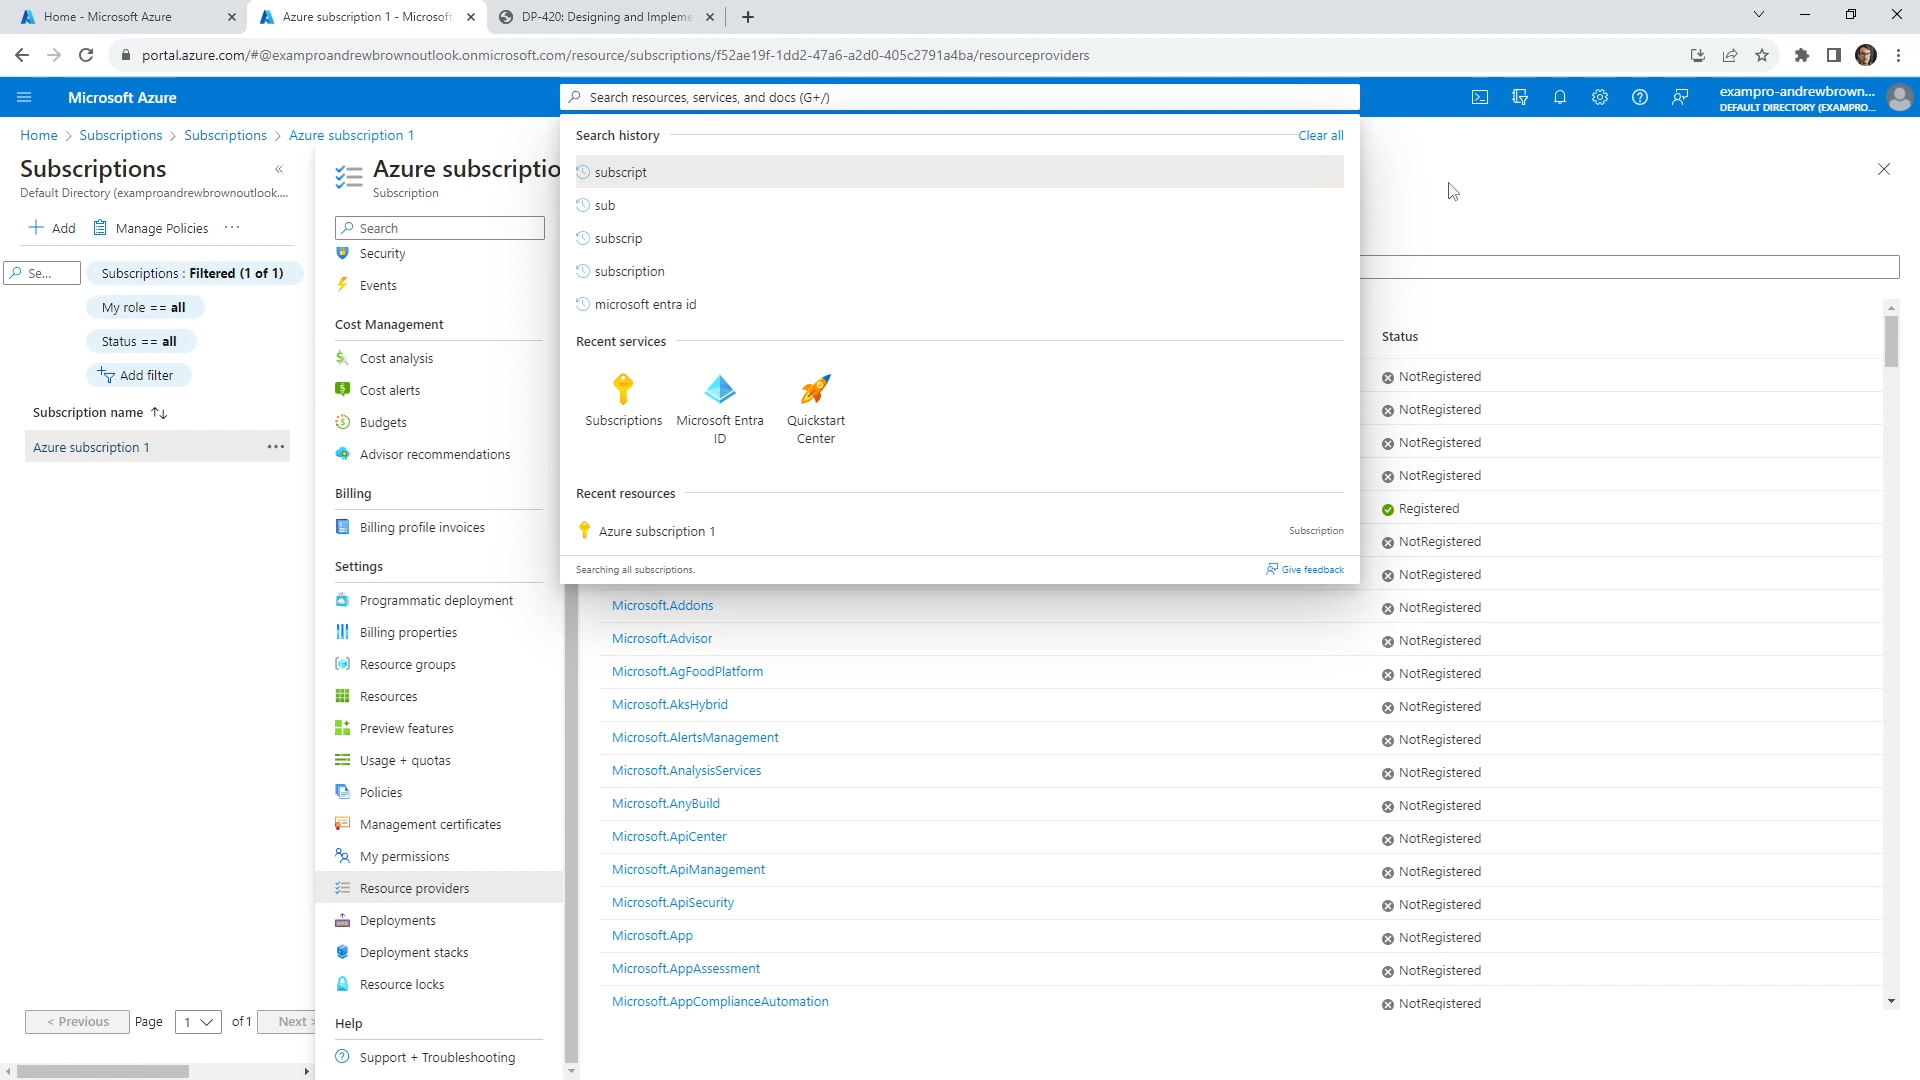 Home - Microsoft Azure
Azure subscription 1 - Microsoft
DP-420: Designing and Impleme
portal.azure.com/#@examproandrewbrownoutlook.onmicrosoft.com/resource/subscriptions/f52ae19f-1dd2-47a6-a2d0-405c2791a4ba/resourceproviders
Microsoft Azure
Search resources, services, and docs (G+/)
exampro-andrewbrown...
DEFAULT DIRECTORY (EXAMPRO...
Home > Subscriptions > Subscriptions > Azure subscription 1
Subscriptions
Default Directory (examproandrewbrownoutlook....
+ Add
Manage Policies
...
Se...
Subscriptions : Filtered (1 of 1)
My role == all
Status == all
Add filter
Subscription name
Azure subscription 1
...
< Previous
Page
1
of 1
Next >
Azure subscriptio
Subscription
Search
Security
Events
Cost Management
Cost analysis
Cost alerts
Budgets
Advisor recommendations
Billing
Billing profile invoices
Settings
Programmatic deployment
Billing properties
Resource groups
Resources
Preview features
Usage + quotas
Policies
Management certificates
My permissions
Resource providers
Deployments
Deployment stacks
Resource locks
Help
Support + Troubleshooting
Search history
Clear all
subscript
sub
subscrip
subscription
microsoft entra id
Recent services
Subscriptions
Microsoft Entra
ID
Quickstart
Center
Recent resources
Azure subscription 1
Subscription
Searching all subscriptions.
Give feedback
Status
NotRegistered
NotRegistered
NotRegistered
NotRegistered
Registered
NotRegistered
NotRegistered
Microsoft.Addons NotRegistered
Microsoft.Advisor NotRegistered
Microsoft.AgFoodPlatform NotRegistered
Microsoft.AksHybrid NotRegistered
Microsoft.AlertsManagement NotRegistered
Microsoft.AnalysisServices NotRegistered
Microsoft.AnyBuild NotRegistered
Microsoft.ApiCenter NotRegistered
Microsoft.ApiManagement NotRegistered
Microsoft.ApiSecurity NotRegistered
Microsoft.App NotRegistered
Microsoft.AppAssessment NotRegistered
Microsoft.AppComplianceAutomation NotRegistered